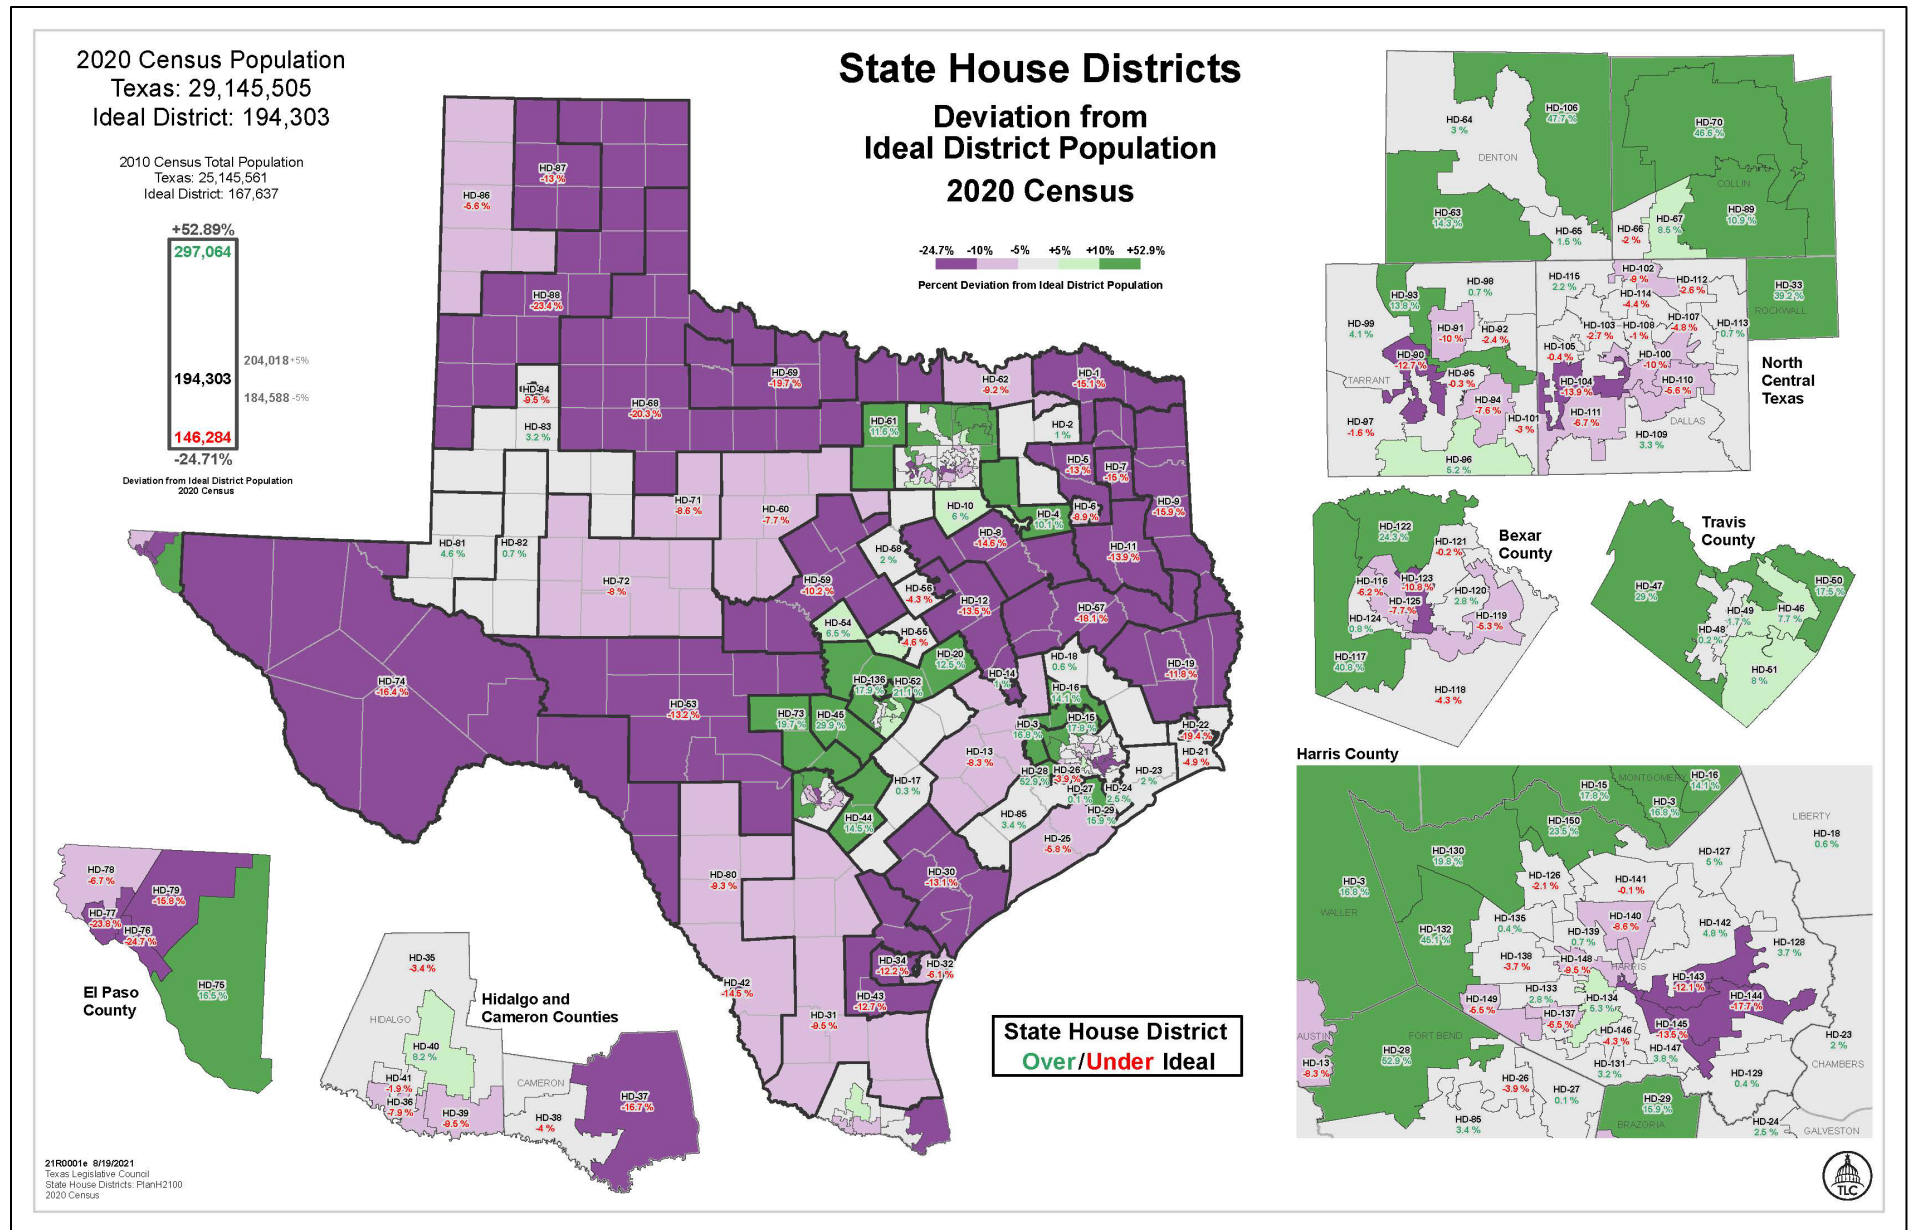 2020 Census Population
Texas: 29,145,505
Ideal District: 194,303
2010 Census Total Population
Texas: 25,145,561
Ideal District: 167,637
+52.89%
297,064
204,018 +5%
194,303
184,588 -5%
146,284
-24.71%
Deviation from Ideal District Population
2020 Census
State House Districts
Deviation from
Ideal District Population
2020 Census
-24.7% -10% -5% +5% +10% +52.9%
Percent Deviation from Ideal District Population
HD-86
-5.6 %
HD-87
-13 %
HD-88
-23.4 %
HD-84
-9.5 %
HD-83
3.2 %
HD-68
-20.3 %
HD-69
-19.7 %
HD-62
-9.2 %
HD-1
-15.1 %
HD-61
11.6 %
HD-2
1 %
HD-5
-13 %
HD-7
-15 %
HD-9
-15.9 %
HD-71
-8.6 %
HD-60
-7.7 %
HD-10
6 %
HD-4
10.1 %
HD-6
-8.9 %
HD-81
4.6 %
HD-82
0.7 %
HD-72
-8 %
HD-58
2 %
HD-8
-14.6 %
HD-11
-13.9 %
HD-59
-10.2 %
HD-56
-4.3 %
HD-12
-13.5 %
HD-57
-18.1 %
HD-54
6.5 %
HD-55
-4.6 %
HD-20
12.5 %
HD-18
0.6 %
HD-19
-11.8 %
HD-74
-16.4 %
HD-53
-13.2 %
HD-136
17.9 %
HD-52
21.1 %
HD-14
1 %
HD-16
14.1 %
HD-73
19.7 %
HD-45
29.9 %
HD-3
16.8 %
HD-15
17.8 %
HD-22
-19.4 %
HD-21
-4.9 %
HD-13
-8.3 %
HD-17
0.3 %
HD-28
52.9 %
HD-26
-3.9 %
HD-27
0.1 %
HD-23
2 %
HD-24
2.5 %
HD-29
15.9 %
HD-44
14.5 %
HD-85
3.4 %
HD-25
-5.8 %
HD-80
-9.3 %
HD-30
-13.1 %
HD-34
-12.2 %
HD-32
-6.1 %
HD-42
-14.5 %
HD-43
-12.7 %
HD-31
-9.5 %
State House District
Over/Under Ideal
HD-78
-6.7 %
HD-79
-15.8 %
HD-77
-23.8 %
HD-76
-24.7 %
HD-75
16.5 %
El Paso
County
HD-35
-3.4 %
Hidalgo and
Cameron Counties
HIDALGO
HD-40
8.2 %
HD-41
-1.9 %
HD-36
-7.9 %
HD-39
-9.5 %
CAMERON
HD-38
-4 %
HD-37
-16.7 %
HD-106
47.7 %
HD-64
3 %
DENTON
HD-70
46.6 %
COLLIN
HD-63
14.3 %
HD-65
1.5 %
HD-66
-2 %
HD-67
8.5 %
HD-89
10.9 %
HD-93
13.8 %
HD-98
0.7 %
HD-115
2.2 %
HD-102
-9 %
HD-112
-2.6 %
HD-114
-4.4 %
HD-33
39.2 %
ROCKWALL
HD-99
4.1 %
HD-91
-10 %
HD-92
-2.4 %
HD-103
-2.7 %
HD-108
-1 %
HD-107
-4.8 %
HD-113
0.7 %
HD-90
-12.7 %
HD-105
-0.4 %
HD-100
-10 %
TARRANT
HD-95
-0.3 %
HD-104
-13.9 %
HD-110
-5.6 %
HD-97
-1.6 %
HD-94
-7.6 %
HD-101
-3 %
HD-111
-6.7 %
DALLAS
HD-109
3.3 %
HD-96
5.2 %
North
Central
Texas
HD-122
24.3 %
HD-121
-0.2 %
Bexar
County
HD-116
-6.2 %
HD-123
-10.8 %
HD-125
-7.7 %
HD-120
2.8 %
HD-119
-5.3 %
HD-124
0.8 %
HD-117
40.8 %
HD-118
-4.3 %
Travis
County
HD-47
29 %
HD-50
17.5 %
HD-49
-1.7 %
HD-46
7.7 %
HD-48
0.2 %
HD-51
8 %
Harris County
HD-15
17.8 %
MONTGOMERY
HD-16
14.1 %
HD-3
16.8 %
HD-150
23.5 %
LIBERTY
HD-18
0.6 %
HD-130
19.8 %
HD-127
5 %
HD-3
16.8 %
WALLER
HD-126
-2.1 %
HD-141
-0.1 %
HD-132
45.1 %
HD-135
0.4 %
HD-140
-8.6 %
HD-142
4.8 %
HD-139
0.7 %
HD-128
3.7 %
HD-138
-3.7 %
HD-148
-9.5 %
HARRIS
HD-143
-12.1 %
HD-144
-17.7 %
HD-149
-5.5 %
HD-133
2.8 %
HD-134
5.3 %
HD-137
-6.5 %
HD-146
-4.3 %
HD-145
-13.5 %
HD-147
3.8 %
AUSTIN
FORT BEND
HD-28
52.9 %
HD-13
-8.3 %
HD-131
3.2 %
HD-23
2 %
CHAMBERS
HD-26
-3.9 %
HD-27
0.1 %
HD-129
0.4 %
HD-29
15.9 %
BRAZORIA
HD-85
3.4 %
HD-24
2.5 %
GALVESTON
21R0001e 8/19/2021
Texas Legislative Council
State House Districts: PlanH2100
2020 Census
TLC